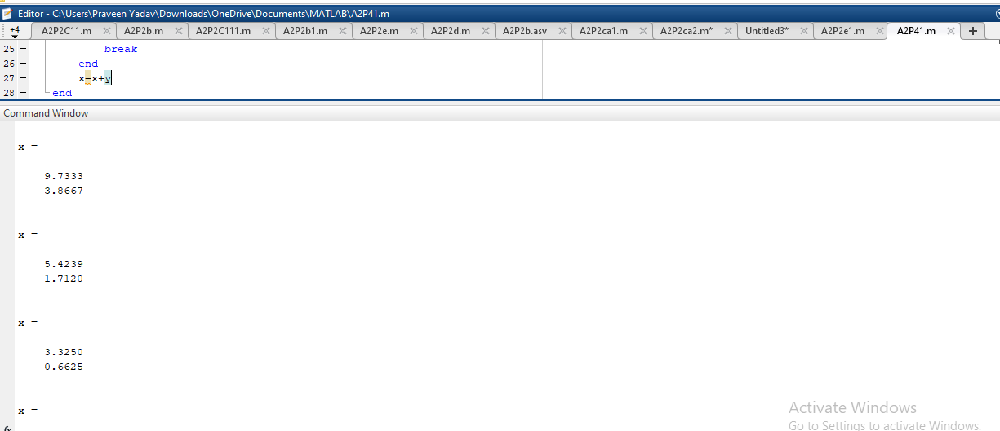 Editor - C:\Users\Praveen Yadav\Downloads\OneDrive\Documents\MATLAB\A2P41.m
+4 A2P2C11.m A2P2b.m A2P2C111.m A2P2b1.m A2P2e.m A2P2d.m A2P2b.asv A2P2ca1.m A2P2ca2.m* Untitled3* A2P2e1.m A2P41.m +
25 - break
26 - end
27 - x=x+y
28 - end
Command Window
x =
9.7333
-3.8667
x =
5.4239
-1.7120
x =
3.3250
-0.6625
x =
Activate Windows
Go to Settings to activate Windows.
fx